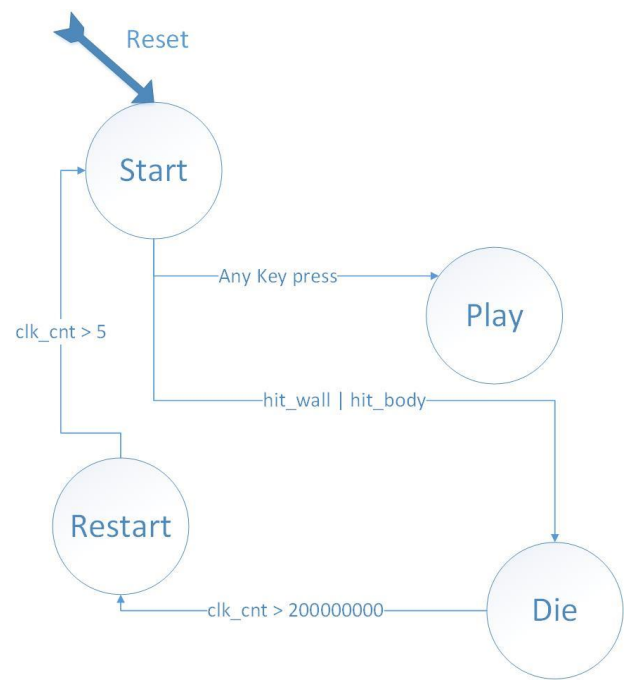 Reset
Start
Any Key press
Play
clk_cnt > 5
hit_wall | hit_body
Restart
clk_cnt > 200000000
Die